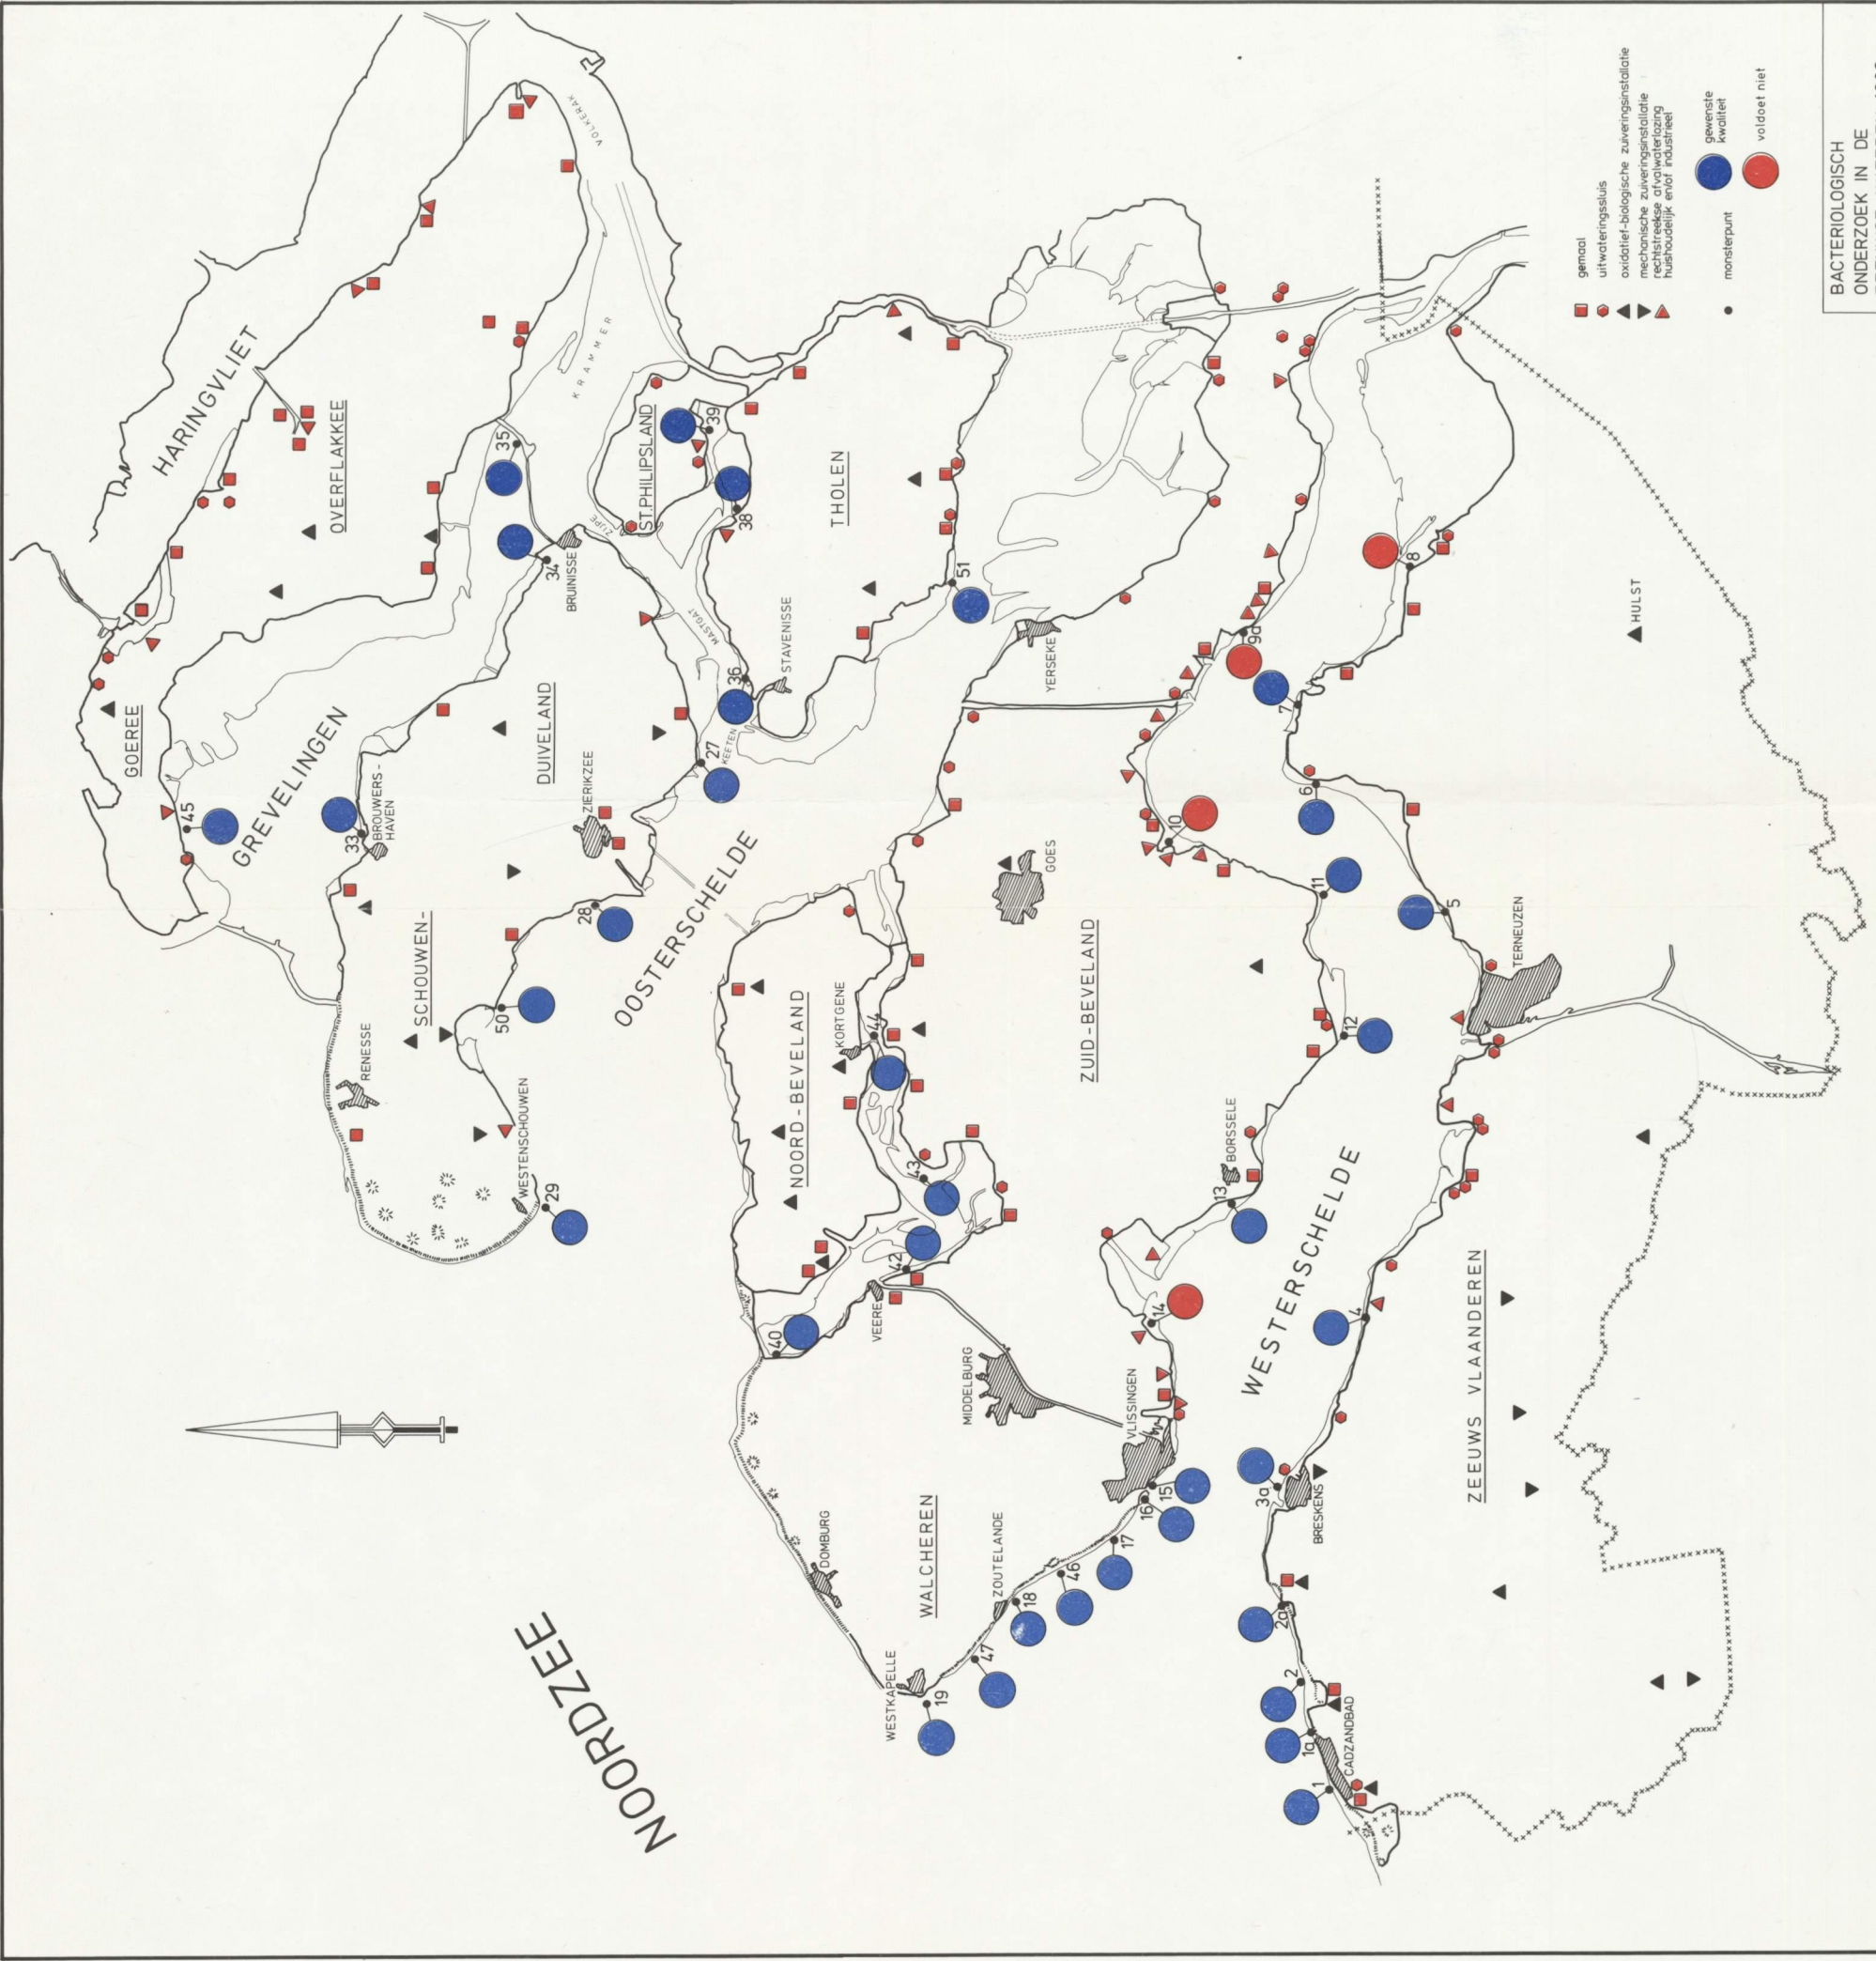 HARINGVLIET
VOLKERAK
OVERFLAKKEE
KRAMMER
GOEREE
GREVELINGEN
45
35
34
BRUINISSE
ZIJPE
ST. PHILIPSLAND
39
38
33
BROUWERS-
HAVEN
DUIVELAND
MASTGAT
THOLEN
SCHOUWEN-
ZIERIKZEE
27
KEETEN
36
STAVENISSE
51
RENESSE
50
28
OOSTERSCHELDE
YERSEKE
WESTENSCHOUWEN
29
NOORD-BEVELAND
KORTGENE
44
GOES
43
42
40
VEERE
ZUID-BEVELAND
NOORDZEE
DOMBURG
MIDDELBURG
WALCHEREN
WESTKAPELLE
19
47
ZOUTELANDE
18
46
17
16
15
VLISSINGEN
14
BORSSELE
13
12
11
10
9a
8
7
6
5
TERNEUZEN
HULST
WESTERSCHELDE
4
3a
BRESKENS
2a
2
1a
1
CADZANDBAD
ZEEUWS VLAANDEREN
gemaal
uitwateringssluis
oxidatief-biologische zuiveringsinstallatie
mechanische zuiveringsinstallatie
rechtstreekse afvalwaterlozing
huishoudelijk en/of industrieel
monsterpunt
gewenste
kwaliteit
voldoet niet
BACTERIOLOGISCH
ONDERZOEK IN DE